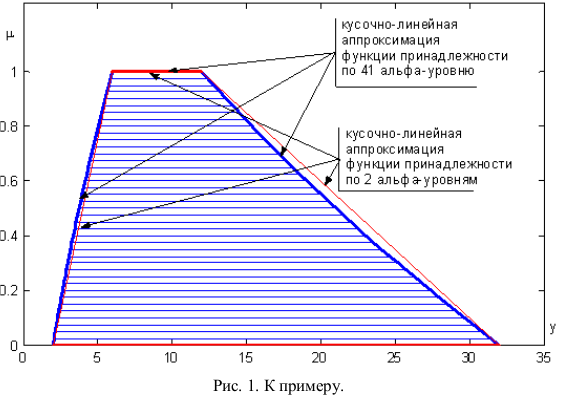 μ
кусочно-линейная
аппроксимация
функции принадлежности
по 41 альфа-уровню
1
0.8
кусочно-линейная
аппроксимация
функции принадлежности
по 2 альфа-уровням
0.6
0.4
0.2
y
0
0 5 10 15 20 25 30 35
Рис. 1. К примеру.